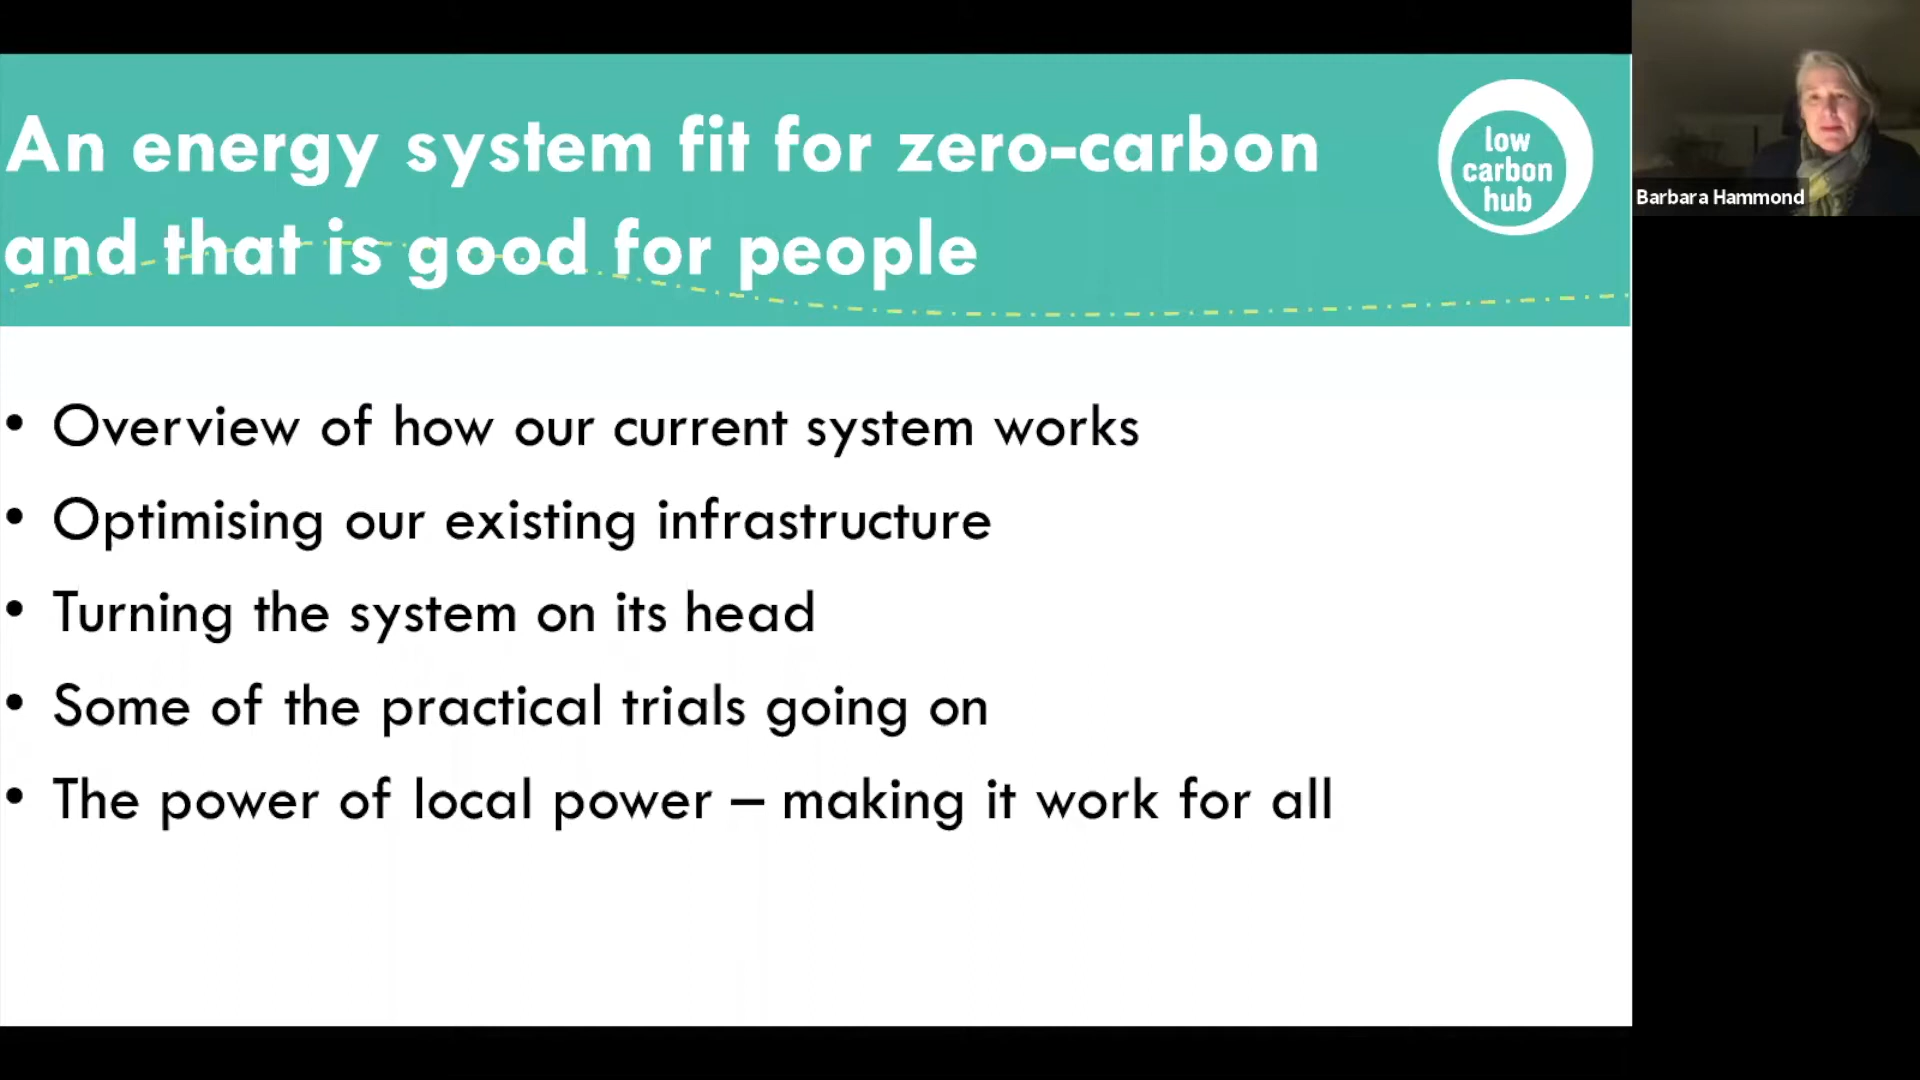 An energy system fit for zero-carbon
and that is good for people
low
carbon
hub
Barbara Hammond
• Overview of how our current system works
• Optimising our existing infrastructure
• Turning the system on its head
• Some of the practical trials going on
• The power of local power – making it work for all